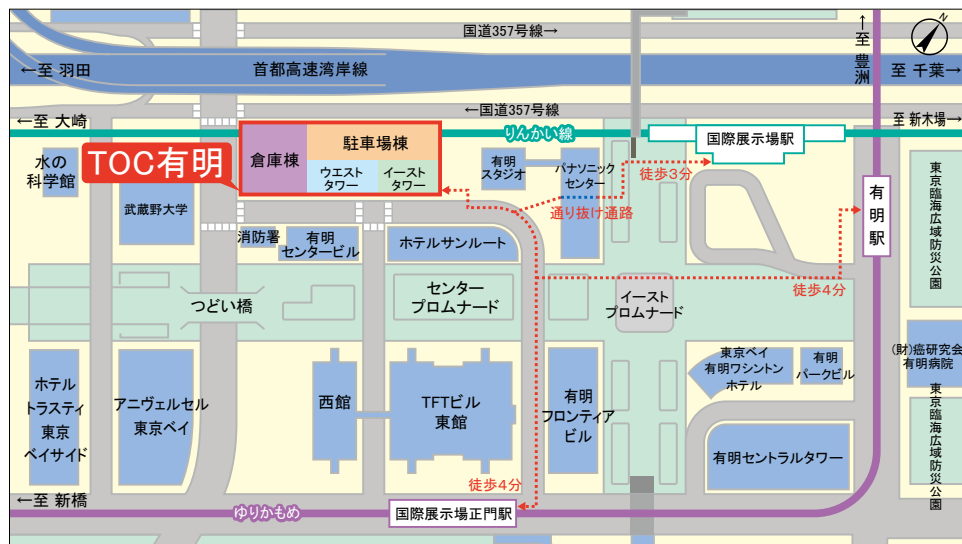 国道357号線→
N
←至 豊洲
←至 羽田
首都高速湾岸線
至 千葉→
←国道357号線
←至 大崎
りんかい線
国際展示場駅
至 新木場→
倉庫棟
駐車場棟
ウエスト
タワー
イースト
タワー
TOC有明
水の
科学館
武蔵野大学
有明
スタジオ
パナソニック
センター
徒歩3分
通り抜け通路
有明駅
東京臨海広域防災公園
消防署
有明
センタービル
ホテルサンルート
徒歩4分
つどい橋
センター
プロムナード
イースト
プロムナード
ホテル
トラスティ
東京
ベイサイド
アニヴェルセル
東京ベイ
西館
TFTビル
東館
有明
フロンティア
ビル
東京ベイ
有明ワシントン
ホテル
有明
パークビル
(財)癌研究会
有明病院
東京臨海広域防災公園
有明セントラルタワー
徒歩4分
←至 新橋
ゆりかもめ
国際展示場正門駅